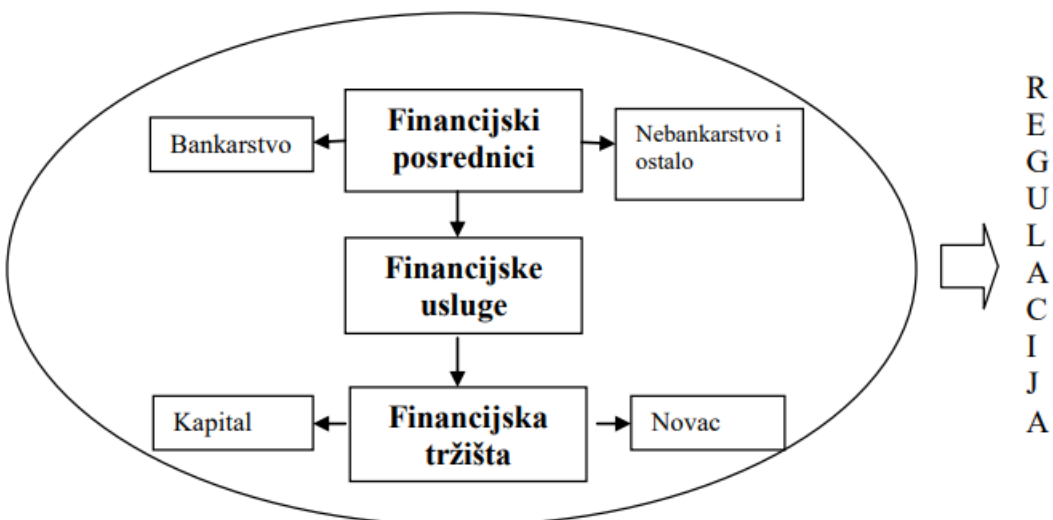 Financijski
posrednici
Bankarstvo
Nebankarstvo i
ostalo
Financijske
usluge
Financijska
tržišta
Kapital
Novac
R
E
G
U
L
A
C
I
J
A